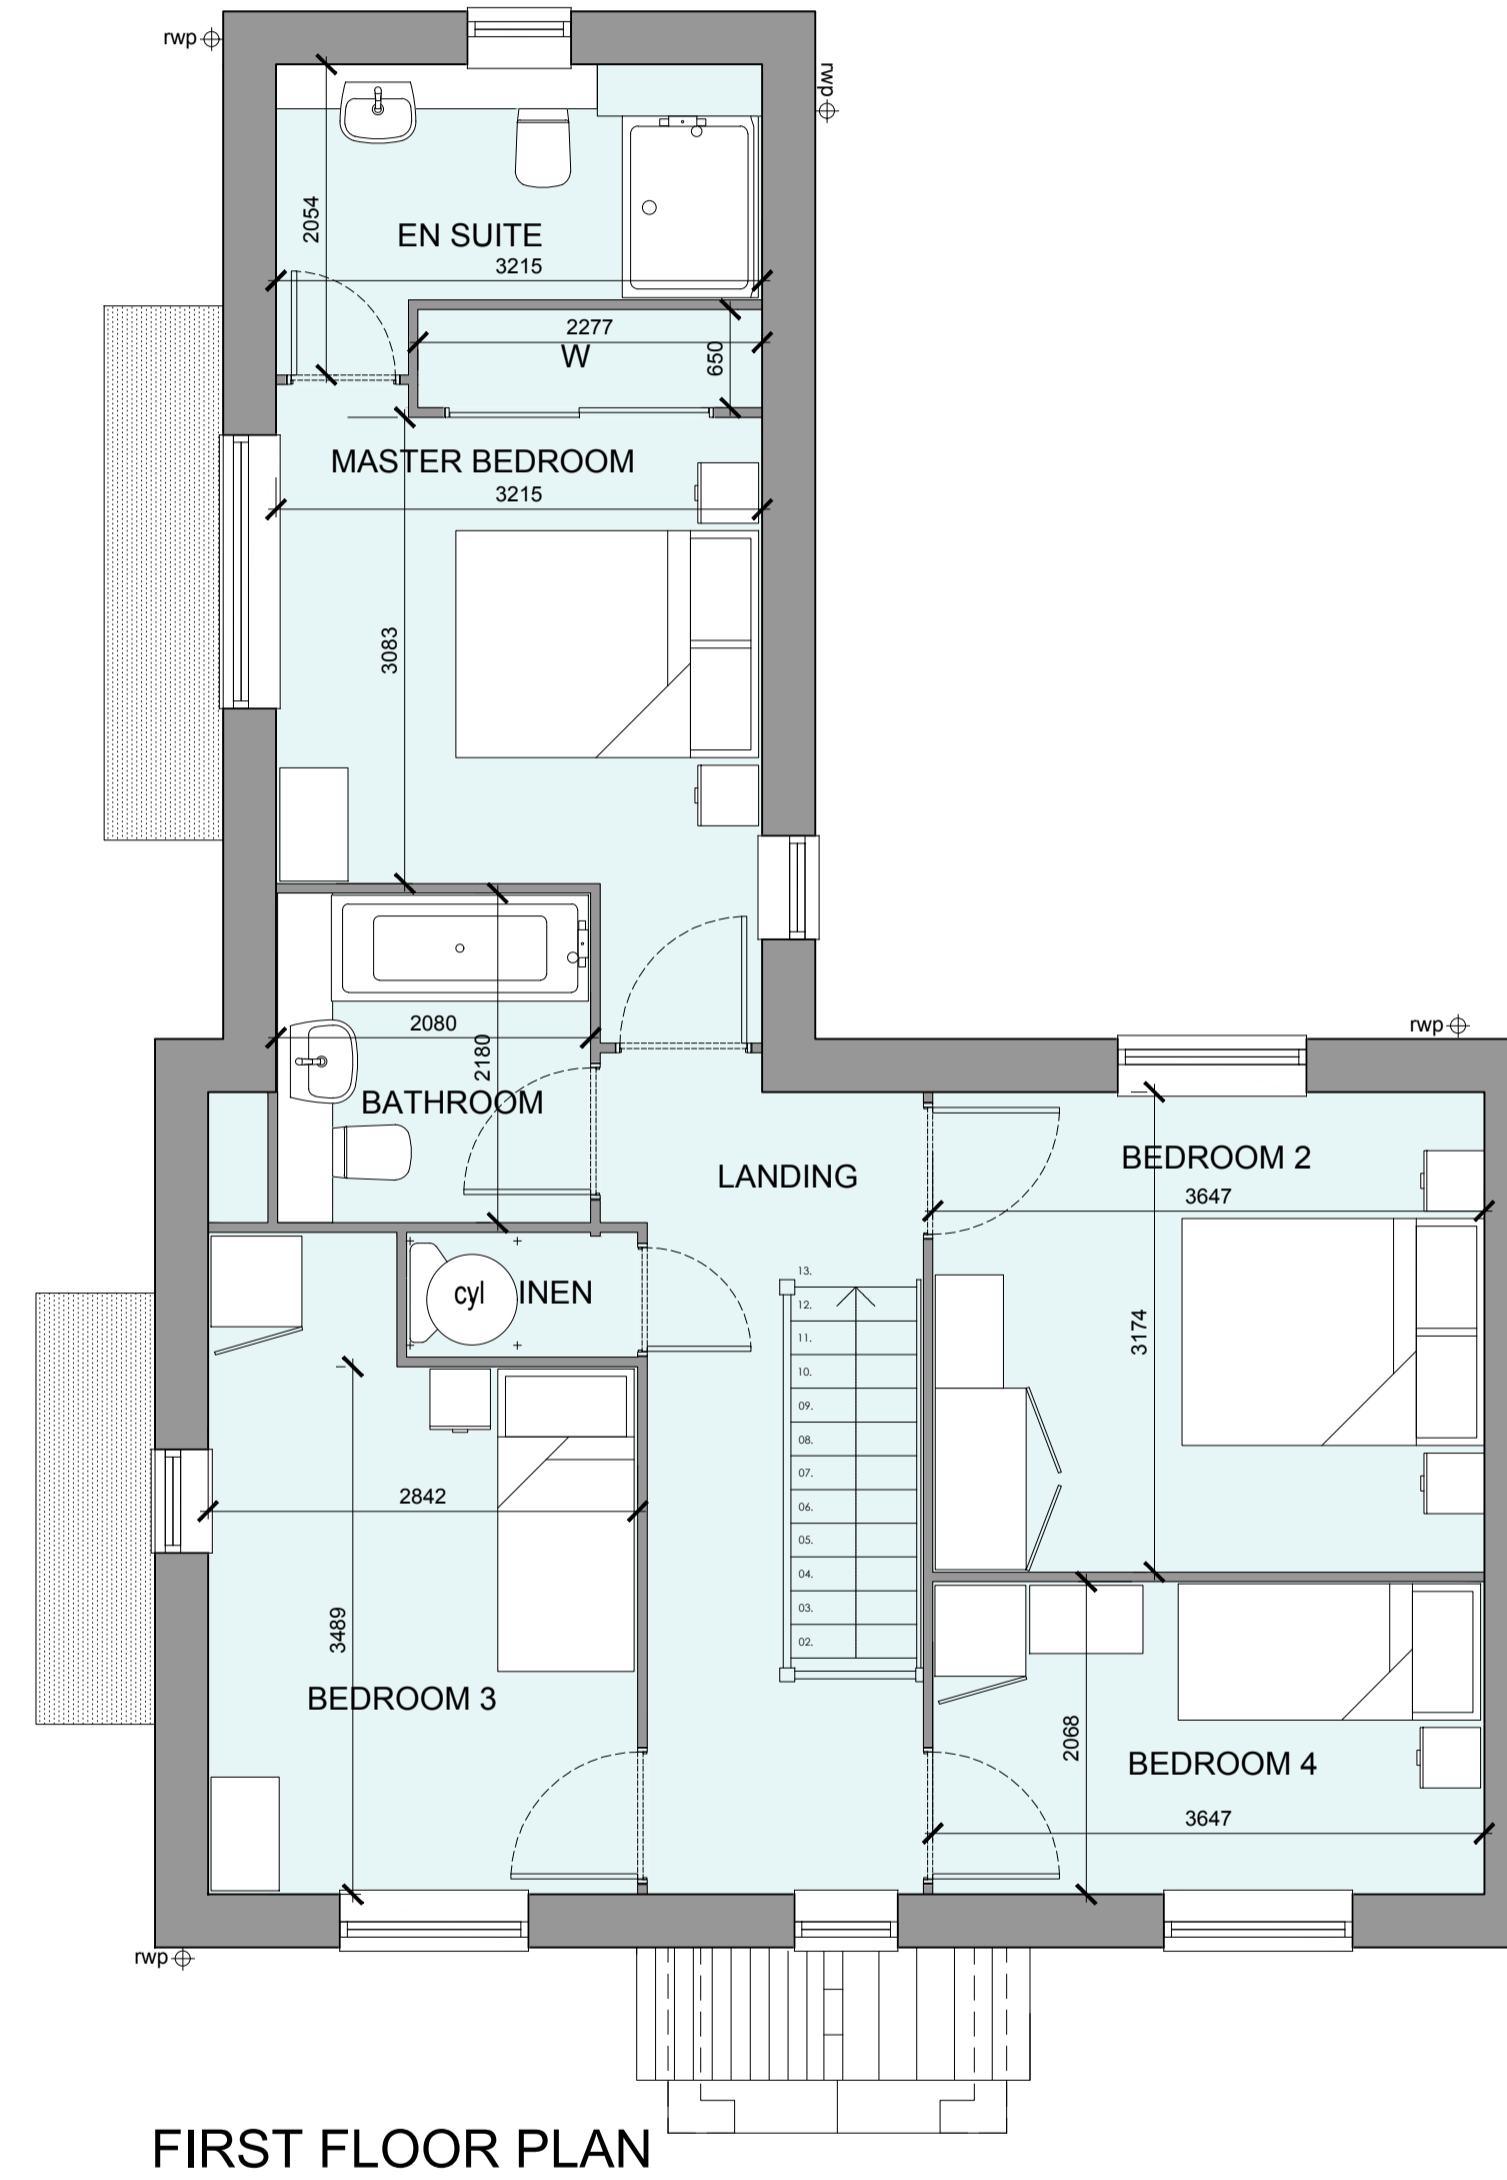 rwp
rwp
2054
EN SUITE
3215
2277
W
650
MASTER BEDROOM
3215
3083
rwp
2080
2180
BATHROOM
LANDING
BEDROOM 2
3647
cyl INEN
13.
12.
11.
10.
09.
08.
07.
06.
05.
04.
03.
02.
3174
2842
3489
BEDROOM 3
2068
BEDROOM 4
3647
rwp
FIRST FLOOR PLAN